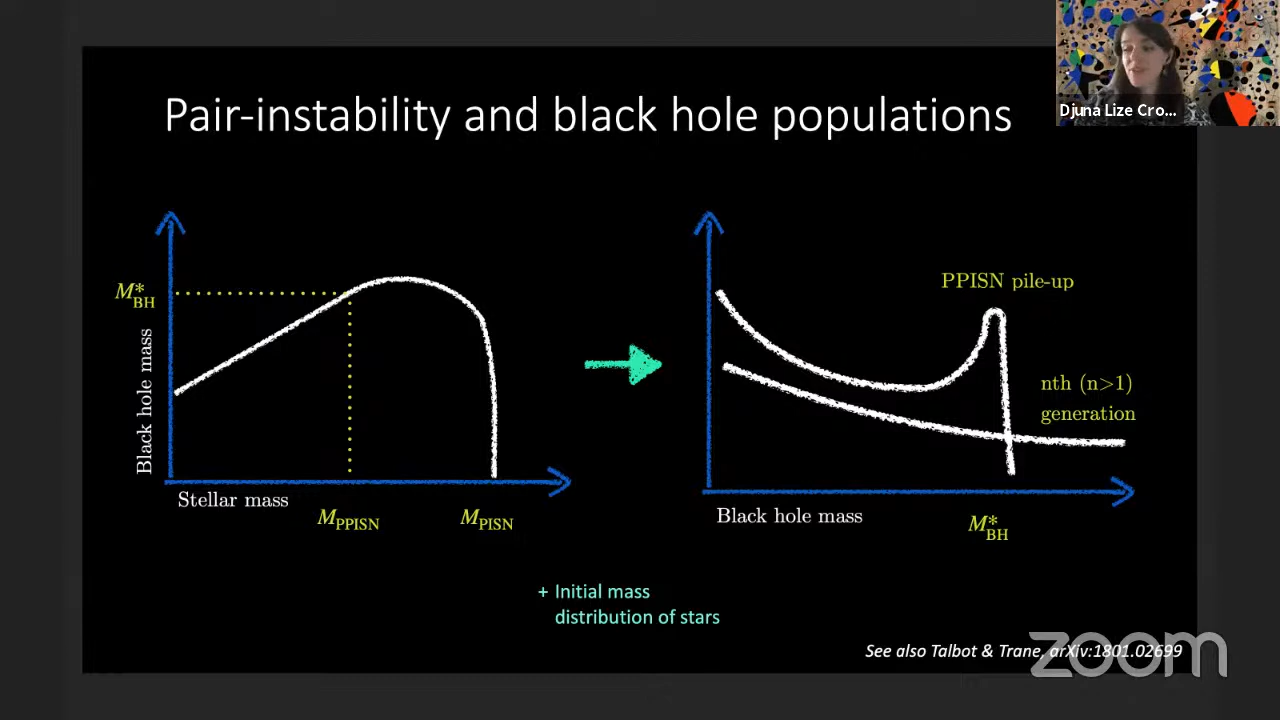 Pair-instability and black hole populations
Djuna Lize Cro...
M*BH
Black hole mass
Stellar mass
MPPISN
MPISN
PPISN pile-up
nth (n>1)
generation
Black hole mass
M*BH
+ Initial mass
distribution of stars
See also Talbot & Trane, arXiv:1801.02699
zoom